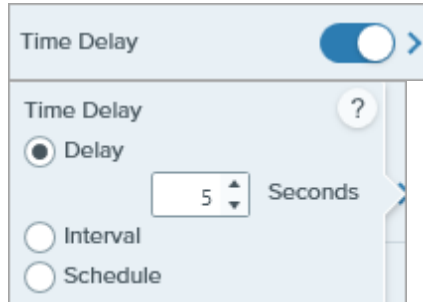 Time Delay
Time Delay ?
Delay
5 Seconds
Interval
Schedule